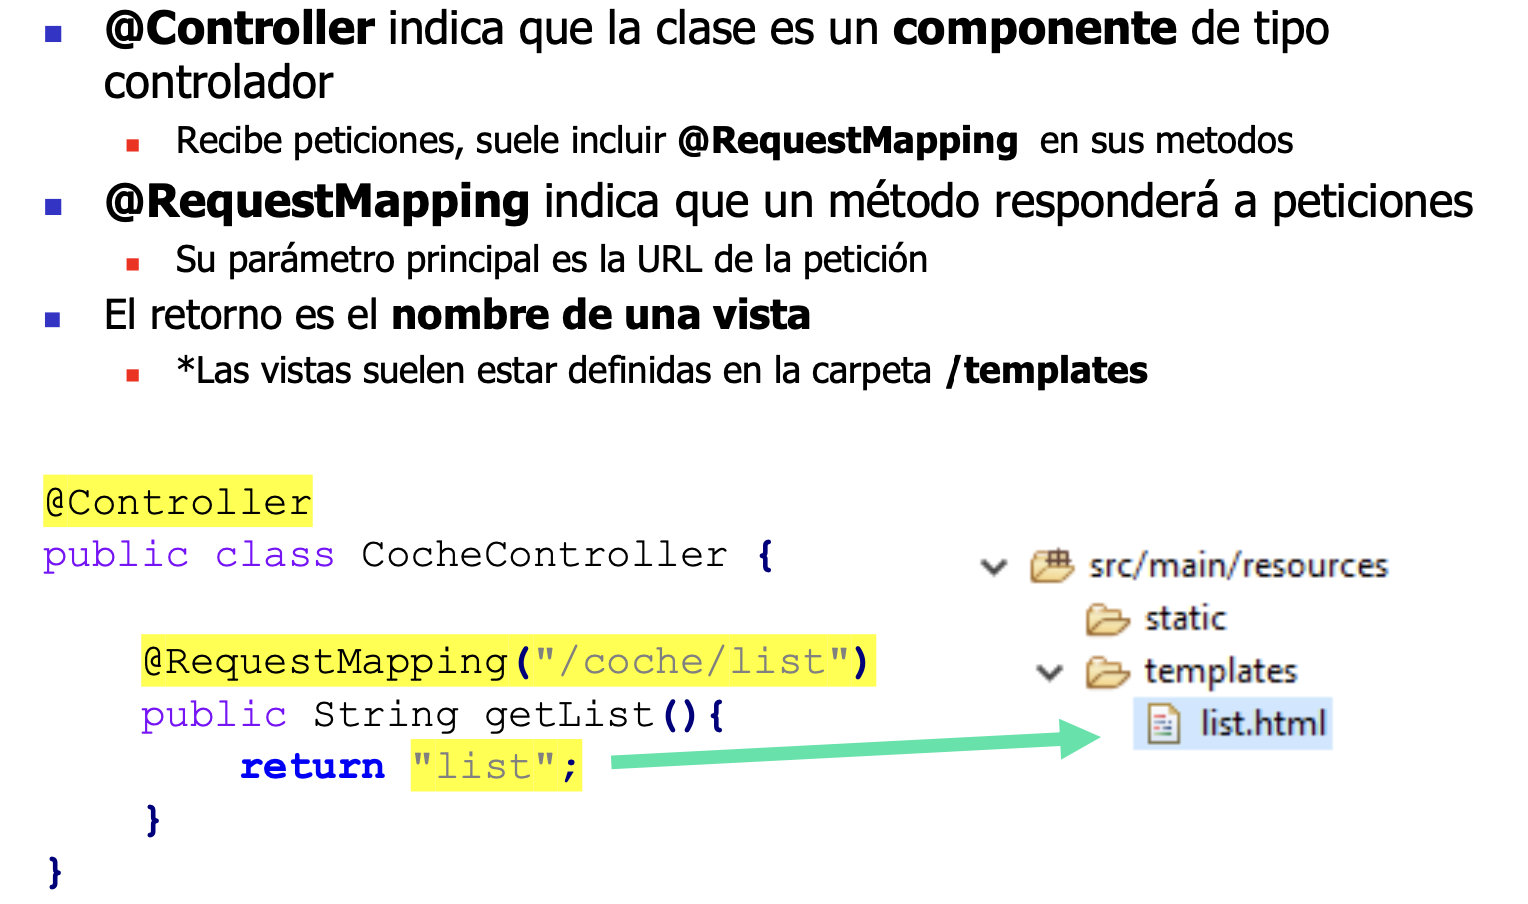 @Controller indica que la clase es un componente de tipo
controlador
Recibe peticiones, suele incluir @RequestMapping en sus metodos
@RequestMapping indica que un método responderá a peticiones
Su parámetro principal es la URL de la petición
El retorno es el nombre de una vista
*Las vistas suelen estar definidas en la carpeta /templates
@Controller
public class CocheController {
@RequestMapping("/coche/list")
public String getList(){
return "list";
}
}
src/main/resources
static
templates
list.html